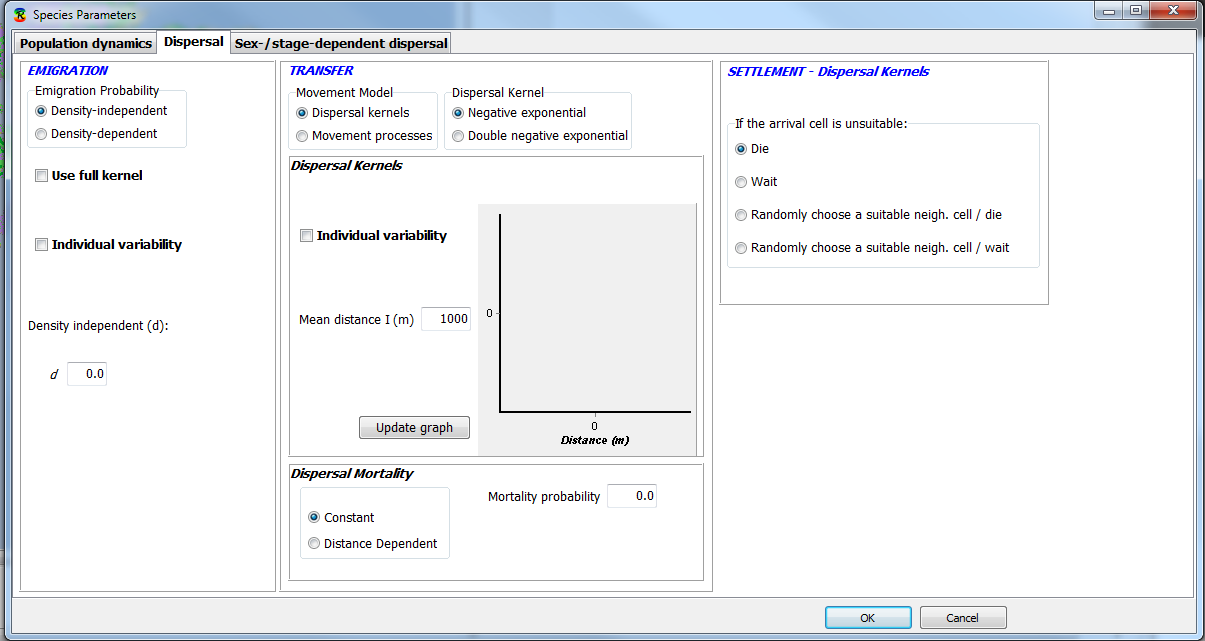 Species Parameters
Population dynamics
Dispersal
Sex-/stage-dependent dispersal
EMIGRATION
Emigration Probability
Density-independent
Density-dependent
Use full kernel
Individual variability
Density independent (d):
d 0.0
TRANSFER
Movement Model
Dispersal kernels
Movement processes
Dispersal Kernel
Negative exponential
Double negative exponential
Dispersal Kernels
Individual variability
Mean distance I (m) 1000
Update graph
0
0
Distance (m)
Dispersal Mortality
Constant
Distance Dependent
Mortality probability 0.0
SETTLEMENT - Dispersal Kernels
If the arrival cell is unsuitable:
Die
Wait
Randomly choose a suitable neigh. cell / die
Randomly choose a suitable neigh. cell / wait
OK
Cancel